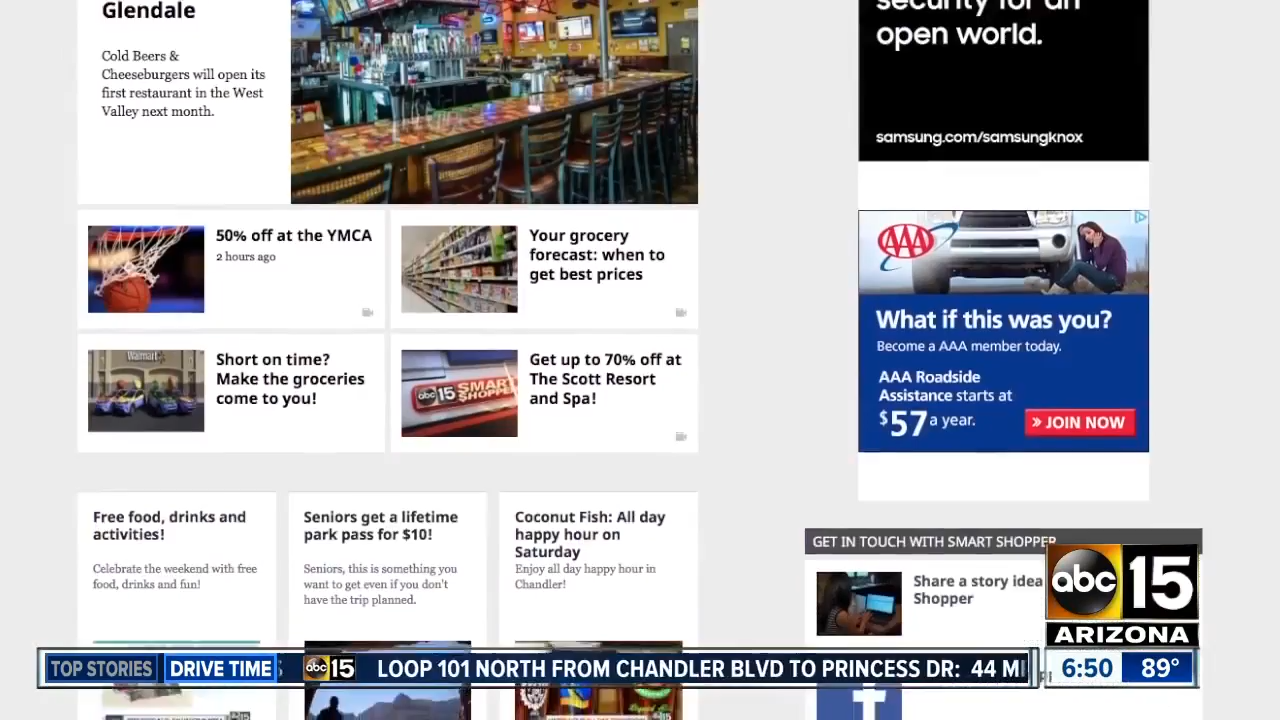 Glendale
Cold Beers &
Cheeseburgers will open its
first restaurant in the West
Valley next month.
security for an
open world.
samsung.com/samsungknox
50% off at the YMCA
2 hours ago
Your grocery
forecast: when to
get best prices
Walmart
Short on time?
Make the groceries
come to you!
abc 15 SMART
SHOPPER
Get up to 70% off at
The Scott Resort
and Spa!
AAA
What if this was you?
Become a AAA member today.
AAA Roadside
Assistance starts at
$57 a year.
» JOIN NOW
Free food, drinks and
activities!
Celebrate the weekend with free
food, drinks and fun!
Seniors get a lifetime
park pass for $10!
Seniors, this is something you
want to get even if you don't
have the trip planned.
Coconut Fish: All day
happy hour on
Saturday
Enjoy all day happy hour in
Chandler!
GET IN TOUCH WITH SMART SHOPPER
Share a story idea
Shopper
abc 15
ARIZONA
TOP STORIES DRIVE TIME abc 15 LOOP 101 NORTH FROM CHANDLER BLVD TO PRINCESS DR: 44 MI
6:50 89°